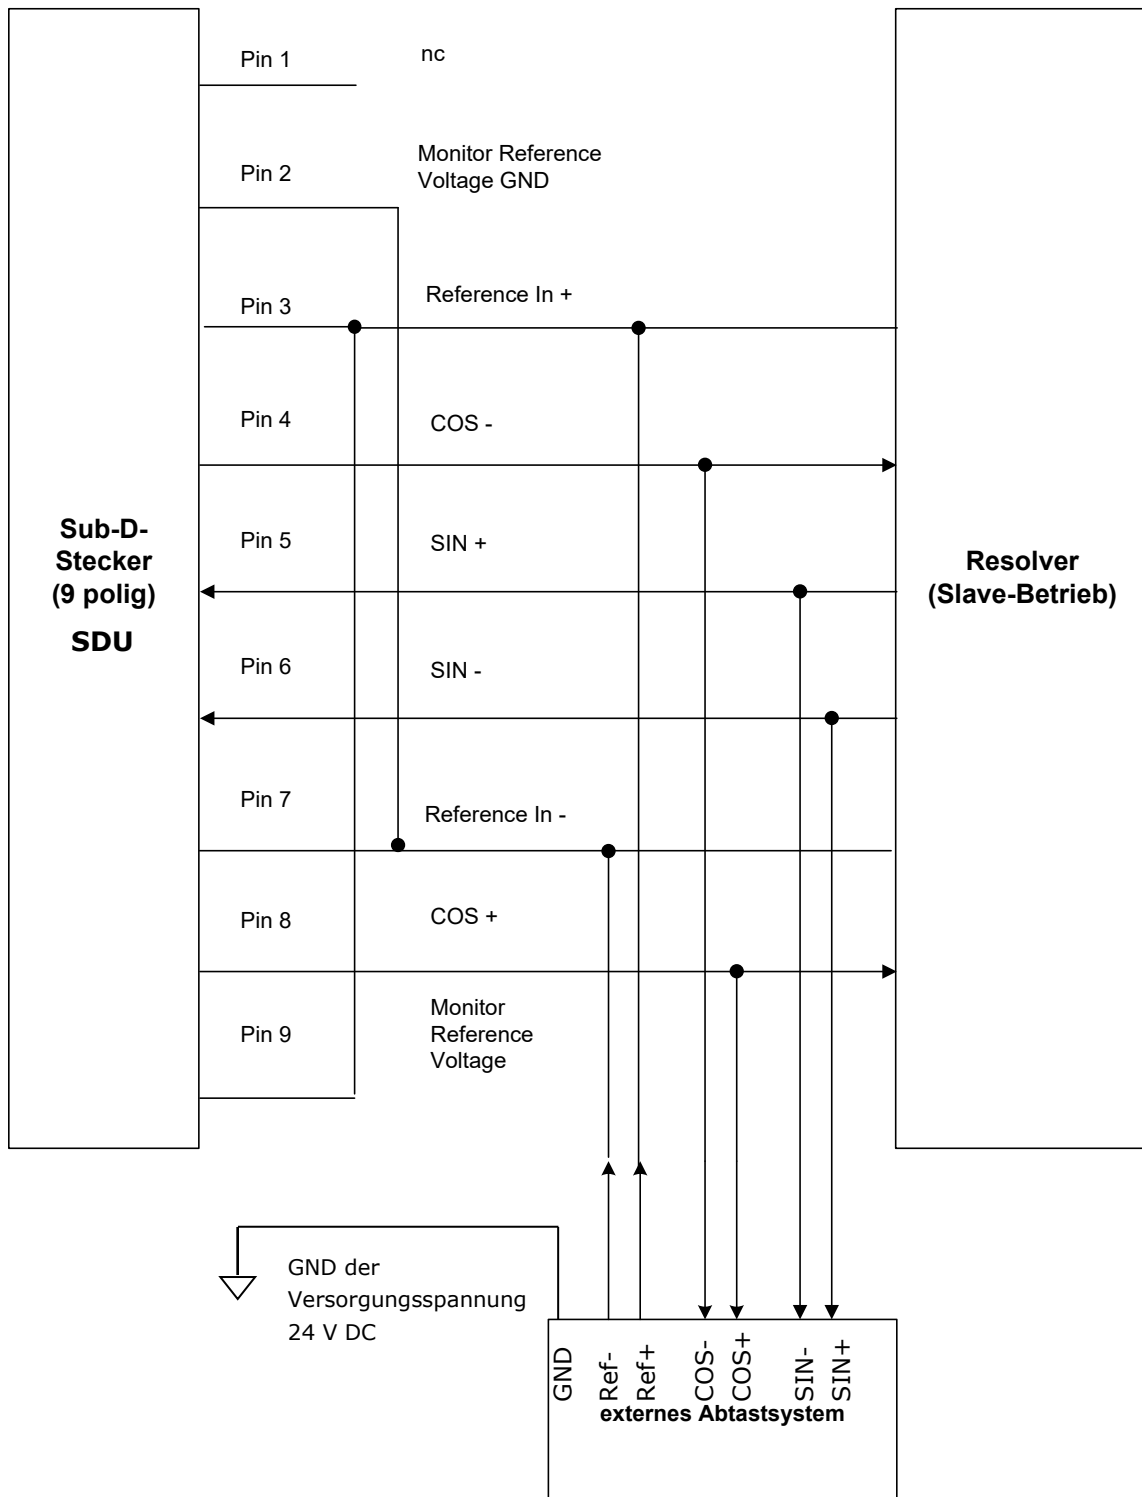 Pin 1
nc
Pin 2
Monitor Reference
Voltage GND
Pin 3
Reference In +
Pin 4
COS -
Pin 5
SIN +
Pin 6
SIN -
Pin 7
Reference In -
Pin 8
COS +
Pin 9
Monitor
Reference
Voltage
Sub-D-
Stecker
(9 polig)
SDU
Resolver
(Slave-Betrieb)
GND der
Versorgungsspannung
24 V DC
GND
Ref-
Ref+
COS-
COS+
SIN-
SIN+
externes Abtastsystem